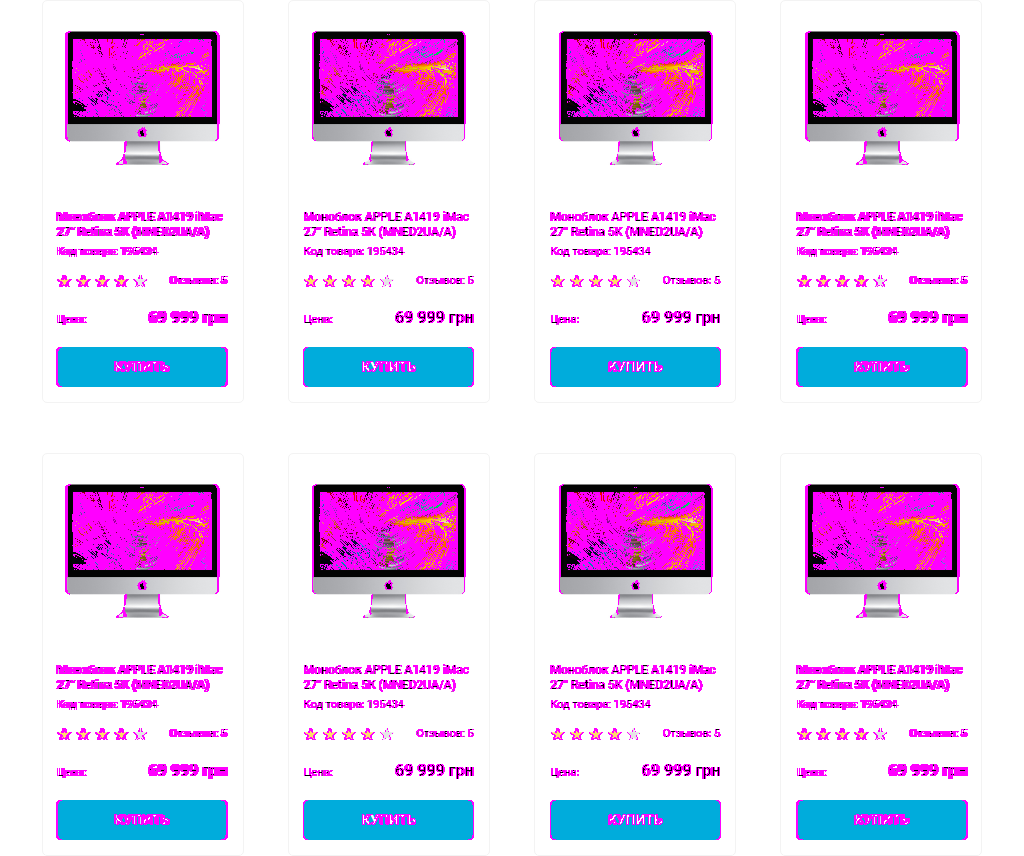 Моноблок APPLE A1419 iMac
27" Retina 5K (MNED2UA/A)
Код товара: 195434
Отзывов: 5
Цена: 69 999 грн
КУПИТЬ
Моноблок APPLE A1419 iMac
27" Retina 5K (MNED2UA/A)
Код товара: 195434
Отзывов: 5
Цена: 69 999 грн
КУПИТЬ
Моноблок APPLE A1419 iMac
27" Retina 5K (MNED2UA/A)
Код товара: 195434
Отзывов: 5
Цена: 69 999 грн
КУПИТЬ
Моноблок APPLE A1419 iMac
27" Retina 5K (MNED2UA/A)
Код товара: 195434
Отзывов: 5
Цена: 69 999 грн
КУПИТЬ
Моноблок APPLE A1419 iMac
27" Retina 5K (MNED2UA/A)
Код товара: 195434
Отзывов: 5
Цена: 69 999 грн
КУПИТЬ
Моноблок APPLE A1419 iMac
27" Retina 5K (MNED2UA/A)
Код товара: 195434
Отзывов: 5
Цена: 69 999 грн
КУПИТЬ
Моноблок APPLE A1419 iMac
27" Retina 5K (MNED2UA/A)
Код товара: 195434
Отзывов: 5
Цена: 69 999 грн
КУПИТЬ
Моноблок APPLE A1419 iMac
27" Retina 5K (MNED2UA/A)
Код товара: 195434
Отзывов: 5
Цена: 69 999 грн
КУПИТЬ